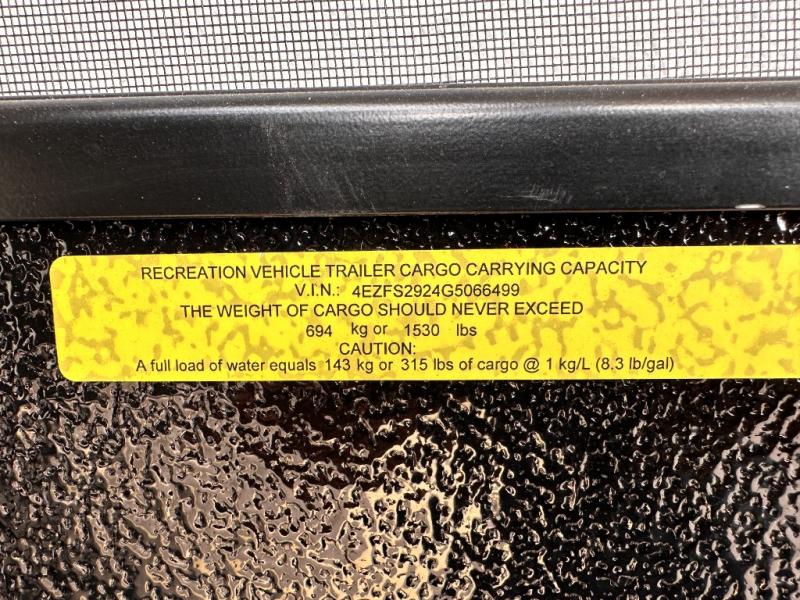 RECREATION VEHICLE TRAILER CARGO CARRYING CAPACITY
V.I.N.: 4EZFS2924G5066499
THE WEIGHT OF CARGO SHOULD NEVER EXCEED
694 kg or 1530 lbs
CAUTION:
A full load of water equals 143 kg or 315 lbs of cargo @ 1 kg/L (8.3 lb/gal)